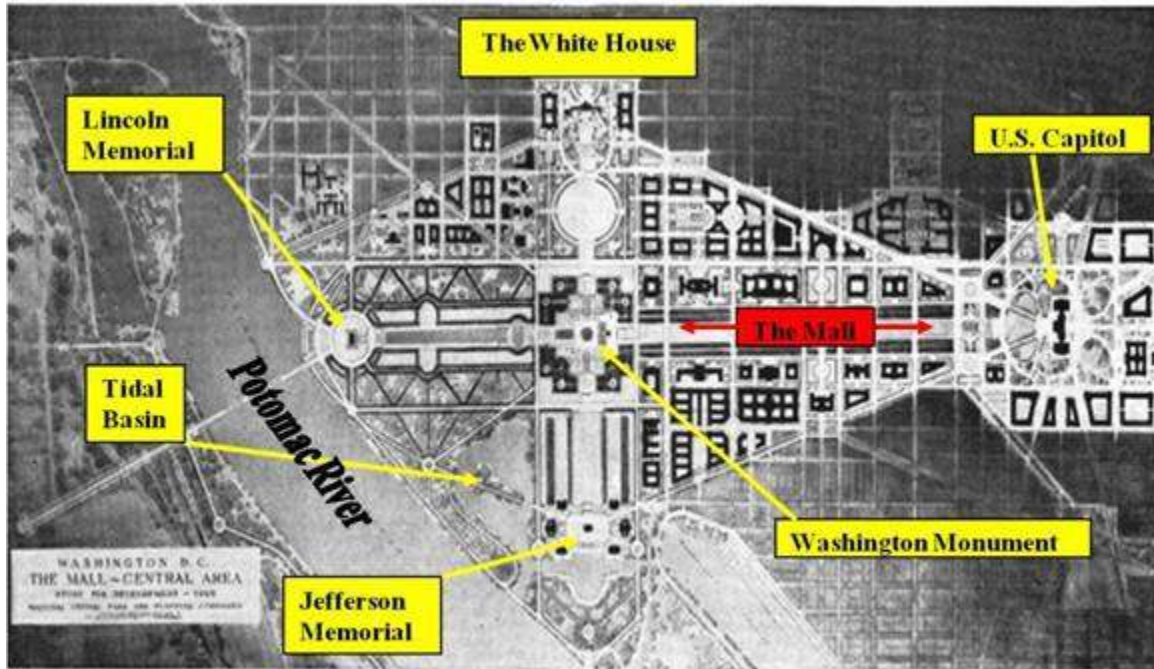 The White House
Lincoln
Memorial
U.S. Capitol
The Mall
Tidal
Basin
Potomac River
Washington Monument
Jefferson
Memorial
WASHINGTON D.C.
THE MALL ~ CENTRAL AREA